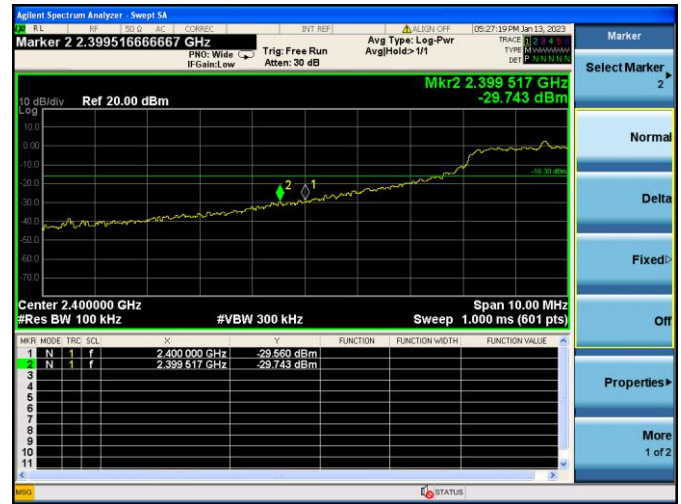 Agilent Spectrum Analyzer - Swept SA
RL RF 50 Ω AC CORREC INT REF ALIGN OFF 05:27:19 PM Jan 13, 2023
Marker 2 2.399516666667 GHz
PNO: Wide
IFGain:Low
Trig: Free Run
Atten: 30 dB
Avg Type: Log-Pwr
Avg|Hold:>1/1
TRACE 1 2 3 4 5
TYPE M
DET P N N N N N
Mkr2 2.399 517 GHz
-29.743 dBm
10 dB/div Ref 20.00 dBm
Log
10.0
0.00
-10.0
-20.0
-30.0
-40.0
-50.0
-60.0
-70.0
-16.30 dBm
2 1
Center 2.400000 GHz Span 10.00 MHz
#Res BW 100 kHz #VBW 300 kHz Sweep 1.000 ms (601 pts)
MKR MODE TRC SCL X Y FUNCTION FUNCTION WIDTH FUNCTION VALUE
1 N 1 f 2.400 000 GHz -29.560 dBm
2 N 1 f 2.399 517 GHz -29.743 dBm
3
4
5
6
7
8
9
10
11
MSG STATUS
Marker
Select Marker
2
Normal
Delta
Fixed
Off
Properties
More
1 of 2